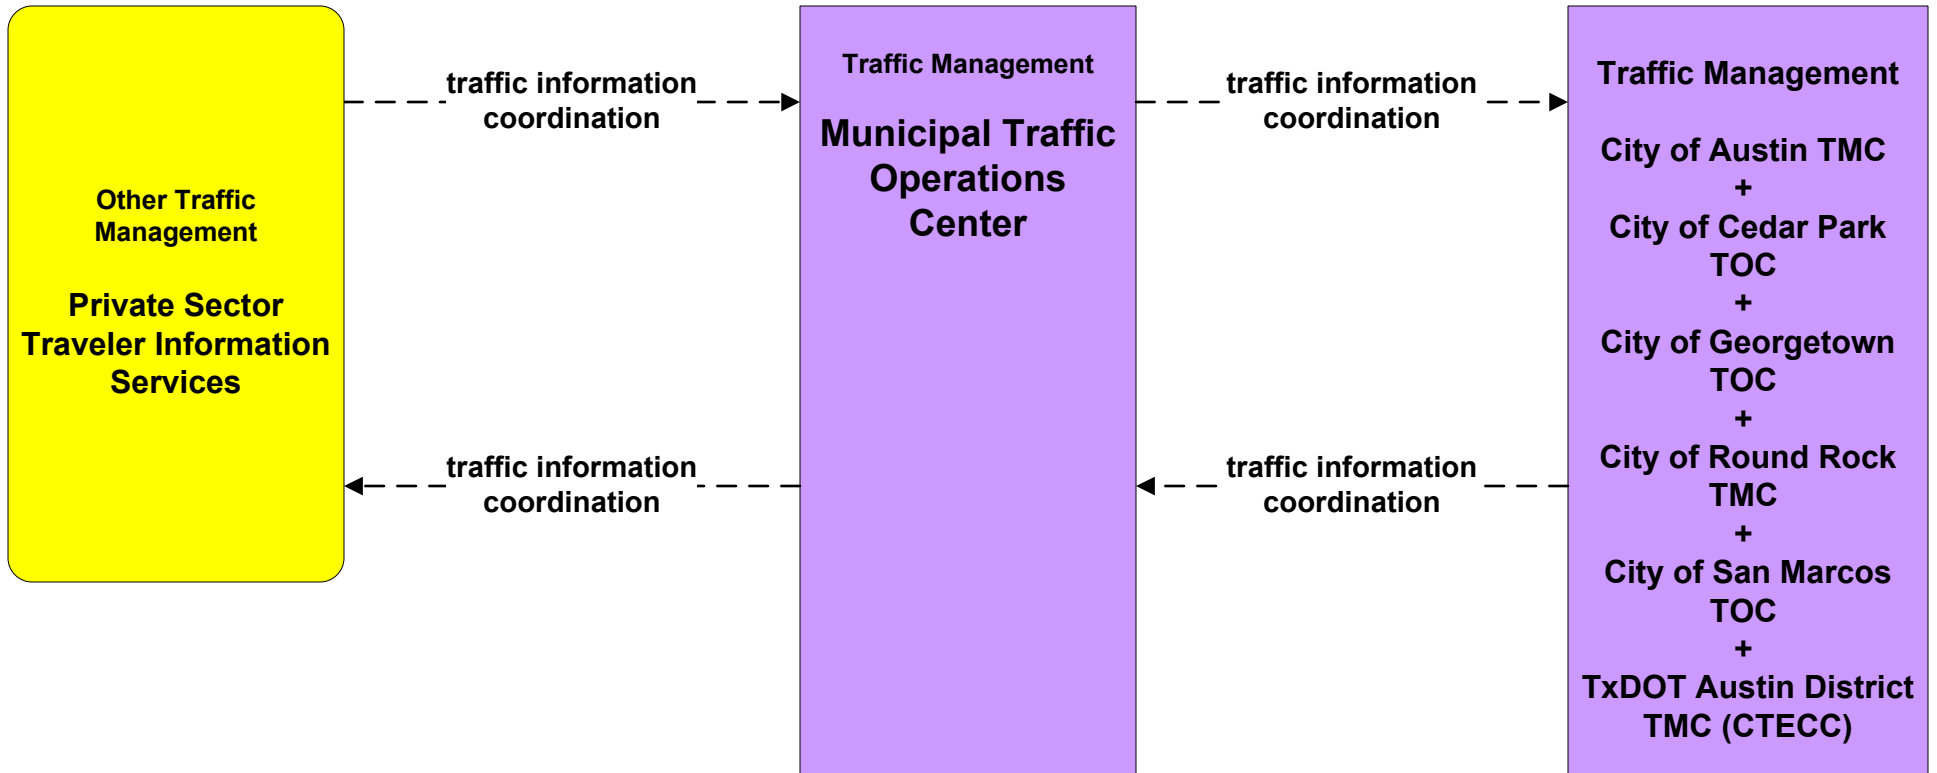 Other Traffic
Management
Private Sector
Traveler Information
Services
traffic information
coordination
traffic information
coordination
Traffic Management
Municipal Traffic
Operations
Center
traffic information
coordination
traffic information
coordination
Traffic Management
City of Austin TMC
+
City of Cedar Park
TOC
+
City of Georgetown
TOC
+
City of Round Rock
TMC
+
City of San Marcos
TOC
+
TxDOT Austin District
TMC (CTECC)